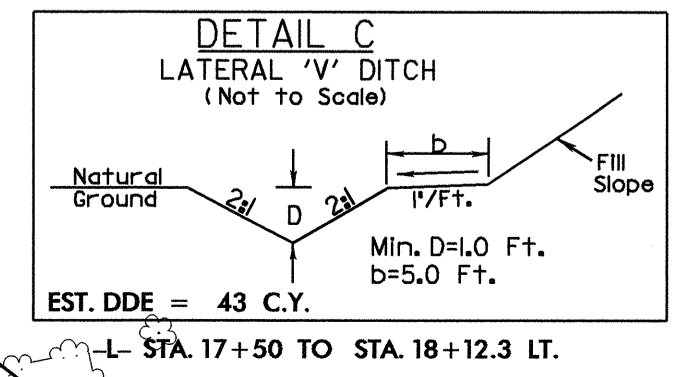 DETAIL C
LATERAL 'V' DITCH
(Not to Scale)
b
Natural
Ground
2:1
D
2:1
1"/Ft.
Fill
Slope
Min. D=1.0 Ft.
b=5.0 Ft.
EST. DDE = 43 C.Y.
-L- STA. 17+50 TO STA. 18+12.3 LT.